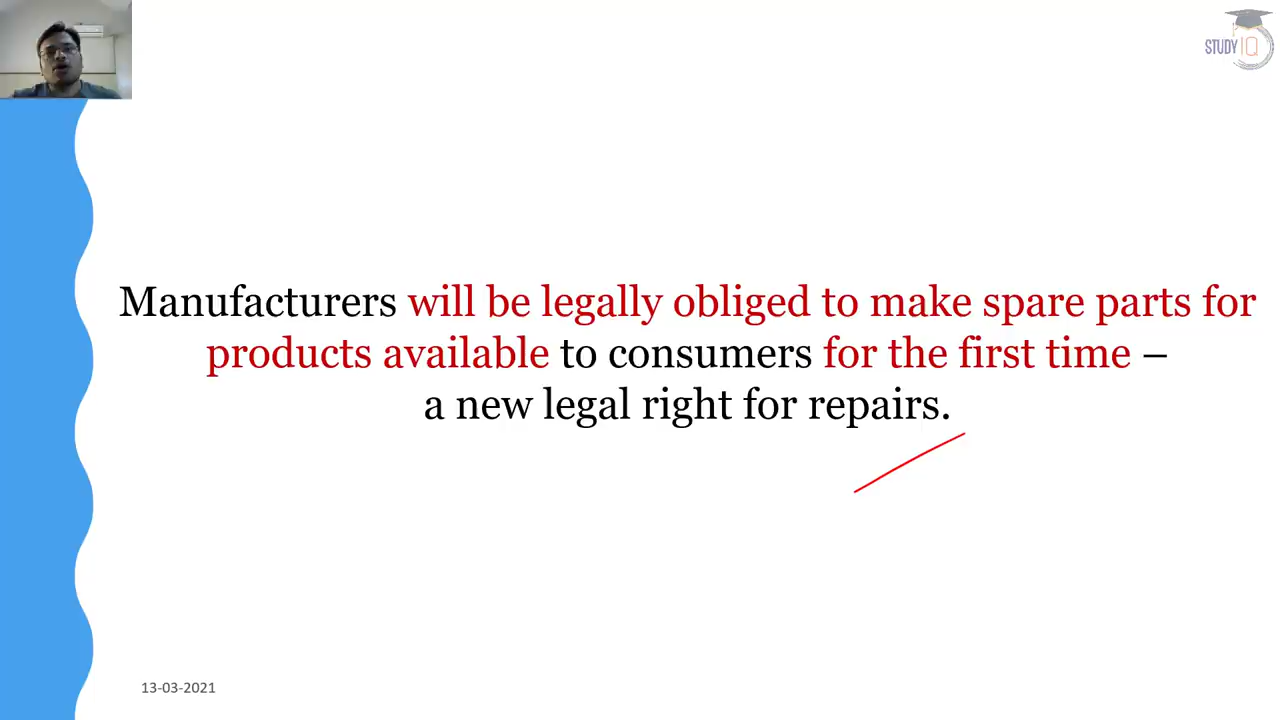 STUDY IQ
Manufacturers will be legally obliged to make spare parts for
products available to consumers for the first time –
a new legal right for repairs.
13-03-2021